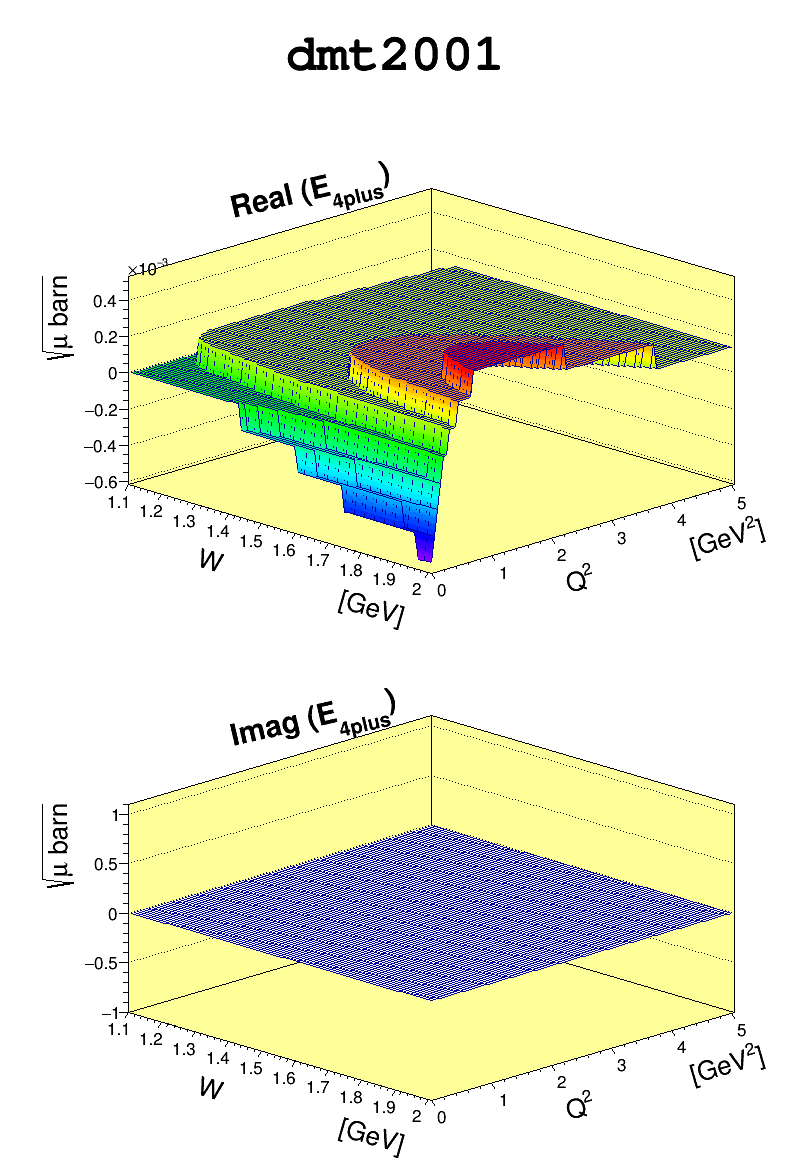 dmt2001
Real (E4plus)
×10−3
√μ barn
0.4
0.2
0
−0.2
−0.4
−0.6
1.1 1.2 1.3 1.4 1.5 1.6 1.7 1.8 1.9 2
W
[GeV]
0 1 2 3 4 5
Q2
[GeV2]
Imag (E4plus)
√μ barn
1
0.5
0
−0.5
−1
1.1 1.2 1.3 1.4 1.5 1.6 1.7 1.8 1.9 2
W
[GeV]
0 1 2 3 4 5
Q2
[GeV2]